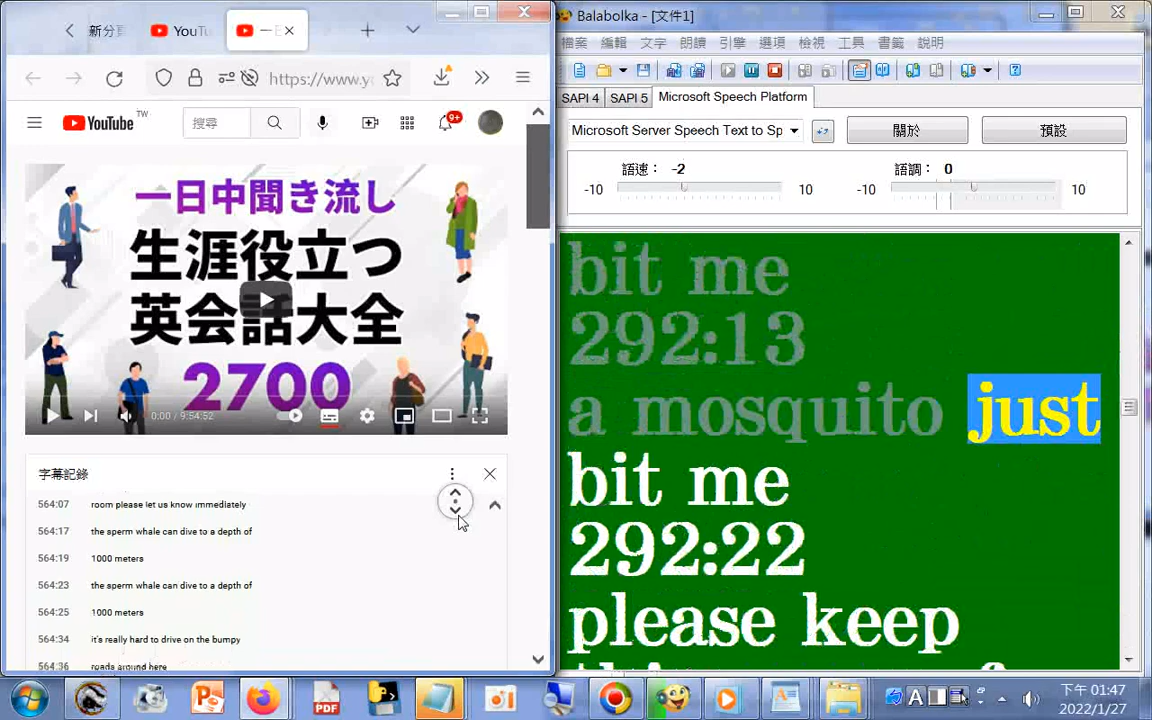 新分頁
YouTu
一
https://www.yo
YouTube TW
搜尋
9+
一日中聞き流し
生涯役立つ
英会話大全
2700
0:00 / 9:54:52
字幕記錄
564:07 room please let us know immediately
564:17 the sperm whale can dive to a depth of
564:19 1000 meters
564:23 the sperm whale can dive to a depth of
564:25 1000 meters
564:34 it's really hard to drive on the bumpy
564:36 roads around here
Balabolka - [文件1]
檔案 編輯 文字 朗讀 引擎 選項 檢視 工具 書籤 說明
SAPI 4 SAPI 5 Microsoft Speech Platform
Microsoft Server Speech Text to Sp
關於 預設
語速： -2 語調： 0
-10 10 -10 10
bit me
292:13
a mosquito just
bit me
292:22
please keep
PDF
A
下午 01:47
2022/1/27